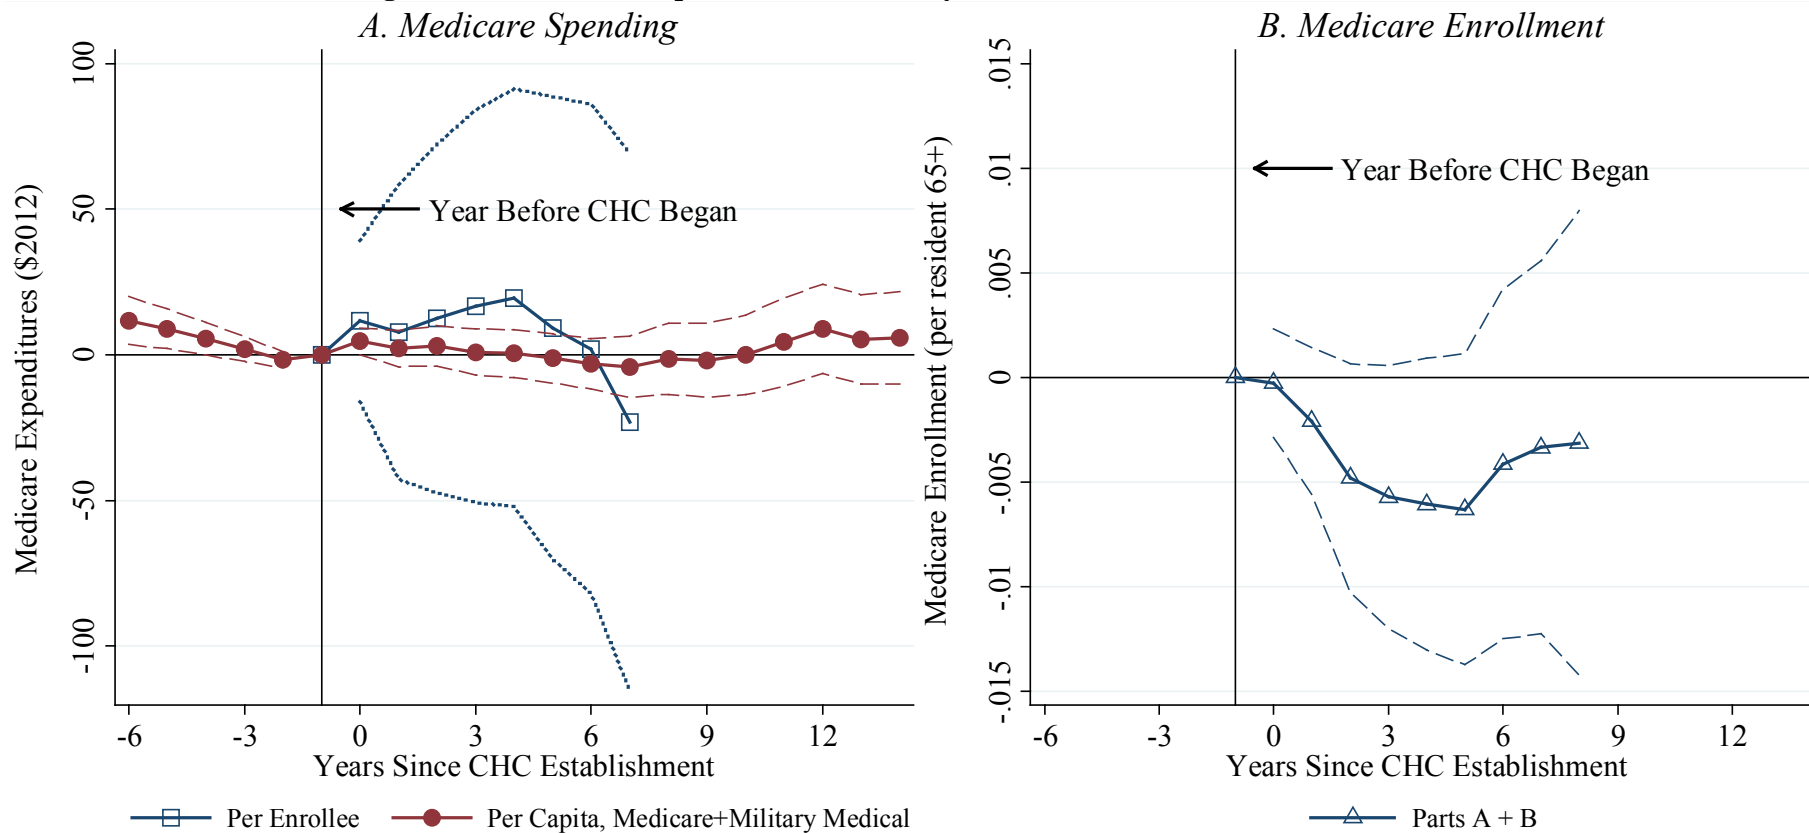 A. Medicare Spending
Medicare Expenditures ($2012)
100
50
0
-50
-100
Year Before CHC Began
-6 -3 0 3 6 9 12
Years Since CHC Establishment
Per Enrollee
Per Capita, Medicare+Military Medical
B. Medicare Enrollment
Medicare Enrollment (per resident 65+)
.015
.01
.005
0
-.005
-.01
-.015
Year Before CHC Began
-6 -3 0 3 6 9 12
Years Since CHC Establishment
Parts A + B